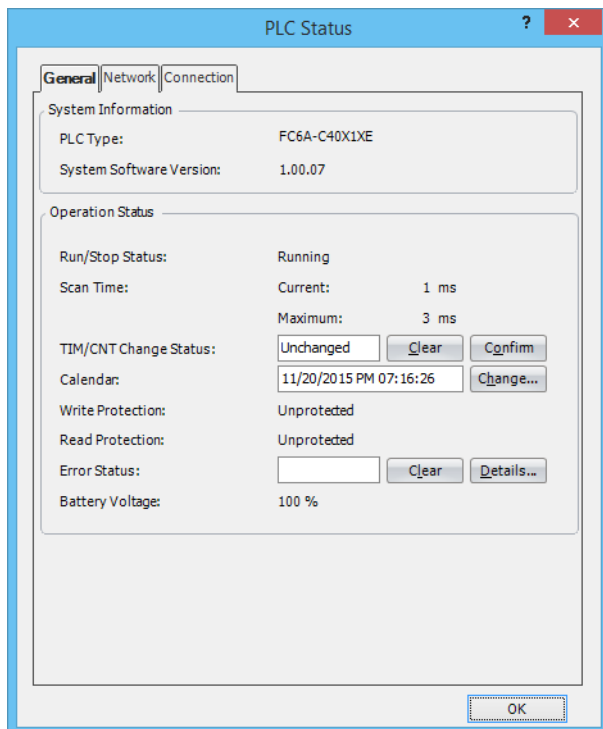 PLC Status
?
×
General Network Connection
System Information
PLC Type: FC6A-C40X1XE
System Software Version: 1.00.07
Operation Status
Run/Stop Status: Running
Scan Time: Current: 1 ms
Maximum: 3 ms
TIM/CNT Change Status: Unchanged Clear Confirm
Calendar: 11/20/2015 PM 07:16:26 Change...
Write Protection: Unprotected
Read Protection: Unprotected
Error Status: Clear Details...
Battery Voltage: 100 %
OK